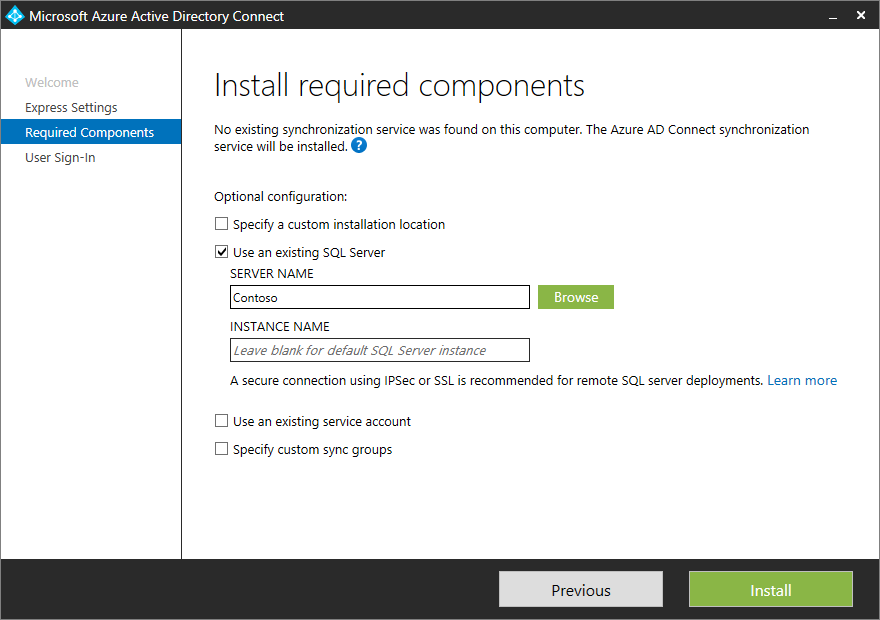 Microsoft Azure Active Directory Connect
Welcome
Express Settings
Required Components
User Sign-In
Install required components
No existing synchronization service was found on this computer. The Azure AD Connect synchronization
service will be installed. ?
Optional configuration:
Specify a custom installation location
Use an existing SQL Server
SERVER NAME
Contoso
Browse
INSTANCE NAME
Leave blank for default SQL Server instance
A secure connection using IPSec or SSL is recommended for remote SQL server deployments. Learn more
Use an existing service account
Specify custom sync groups
Previous
Install